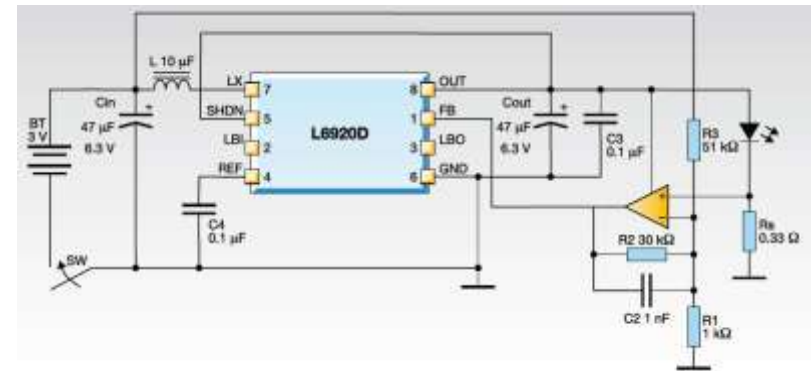 L 10 µF
LX
7
8
OUT
Cin
+
47 µF
6.3 V
BT
3 V
SHDN
5
1
FB
L6920D
LBI
2
3
LBO
REF
4
6
GND
Cout
+
47 µF
6.3 V
C3
0.1 µF
R3
51 kΩ
C4
0.1 µF
+
-
Rs
0.33 Ω
R2 30 kΩ
SW
C2 1 nF
R1
1 kΩ